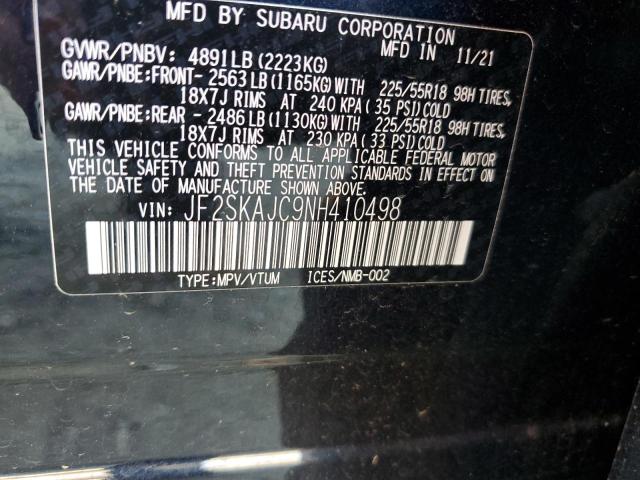 MFD BY SUBARU CORPORATION
GVWR/PNBV: 4891LB(2223KG) MFD IN 11/21
GAWR/PNBE:FRONT- 2563LB(1165KG)WITH 225/55R18 98H TIRES,
18X7J RIMS AT 240 KPA( 35 PSI)COLD
GAWR/PNBE:REAR - 2486LB(1130KG)WITH 225/55R18 98H TIRES,
18X7J RIMS AT 230 KPA( 33 PSI)COLD
THIS VEHICLE CONFORMS TO ALL APPLICABLE FEDERAL MOTOR
VEHICLE SAFETY AND THEFT PREVENTION STANDARDS IN EFFECT ON
THE DATE OF MANUFACTURE SHOWN ABOVE.
VIN: JF2SKAJC9NH410498
TYPE:MPV/VTUM ICES/NMB-002